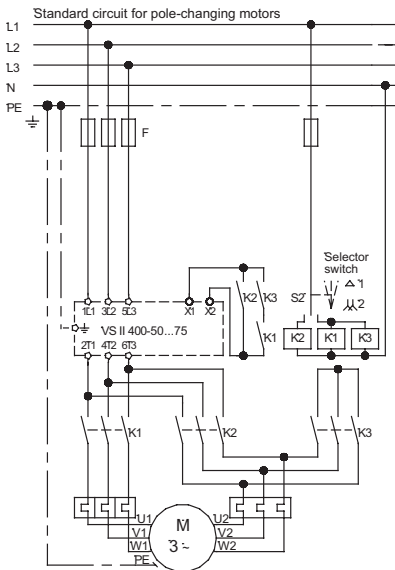 Standard circuit for pole-changing motors
L1
L2
L3
N
PE
F
Selector
switch
1
S2
2
X1 X2
K2 K3
K1
K2 K1 K3
1L1 3L2 5L3
VS II 400-50...75
2T1 4T2 6T3
K1 K2 K3
U1 M U2
V1 3~ V2
W1 W2
PE